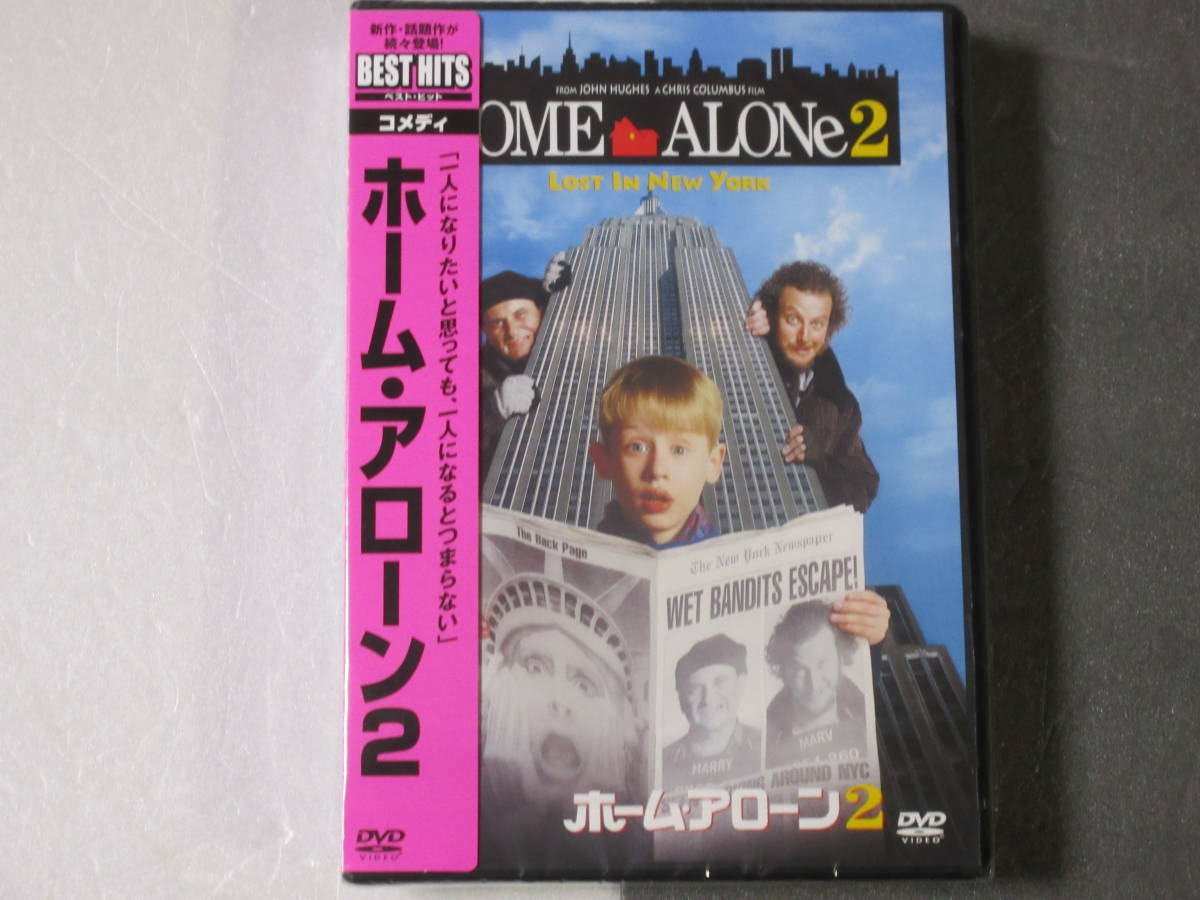 新作・話題作が
続々登場!
BEST HITS
ベスト・ヒット
コメディ
ホーム・アローン2
「一人になりたいと思っても、一人になるとつまらない」
DVD
VIDEO
FROM JOHN HUGHES A CHRIS COLUMBUS FILM
OME ALONe 2
LOST IN NEW YORK
The Back Page
The New York Newspaper
WET BANDITS ESCAPE!
HARRY
MARV
AROUND NYC
ホーム・アローン2
DVD
VIDEO